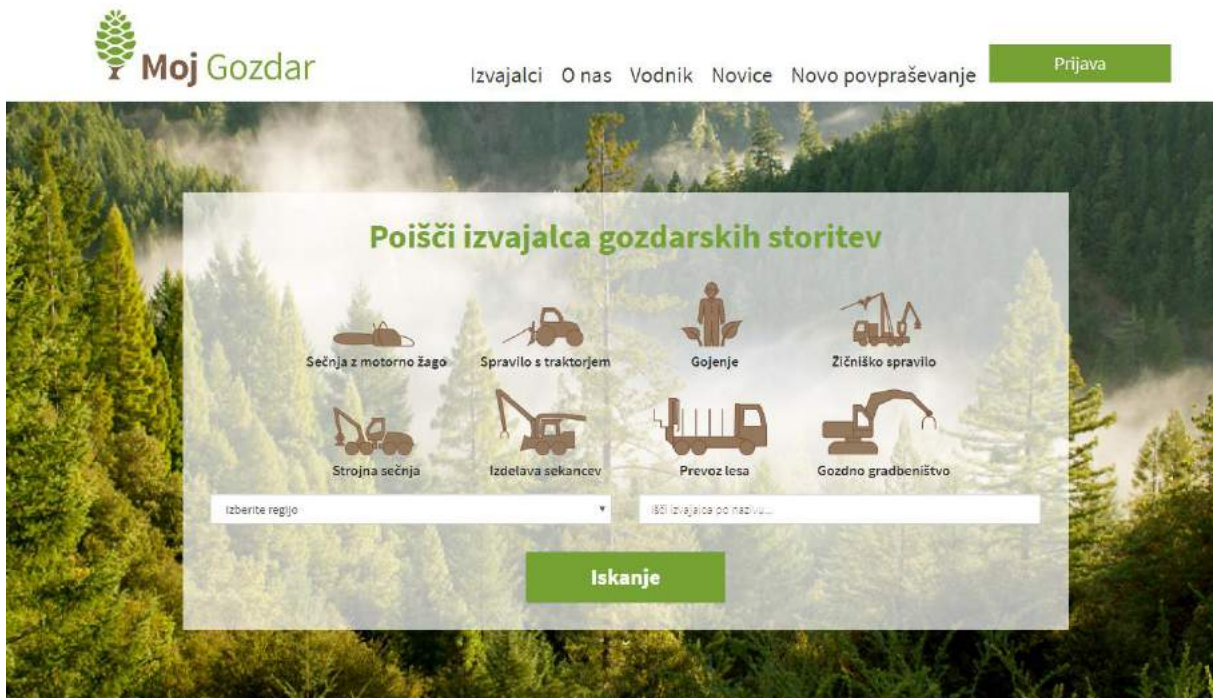 Moj Gozdar
Izvajalci O nas Vodnik Novice Novo povpraševanje Prijava
Poišči izvajalca gozdarskih storitev
Sečnja z motorno žago Spravilo s traktorjem Gojenje Žičniško spravilo
Strojna sečnja Izdelava sekancev Prevoz lesa Gozdno gradbeništvo
Izberite regijo Išči izvajalca po nazivu...
Iskanje